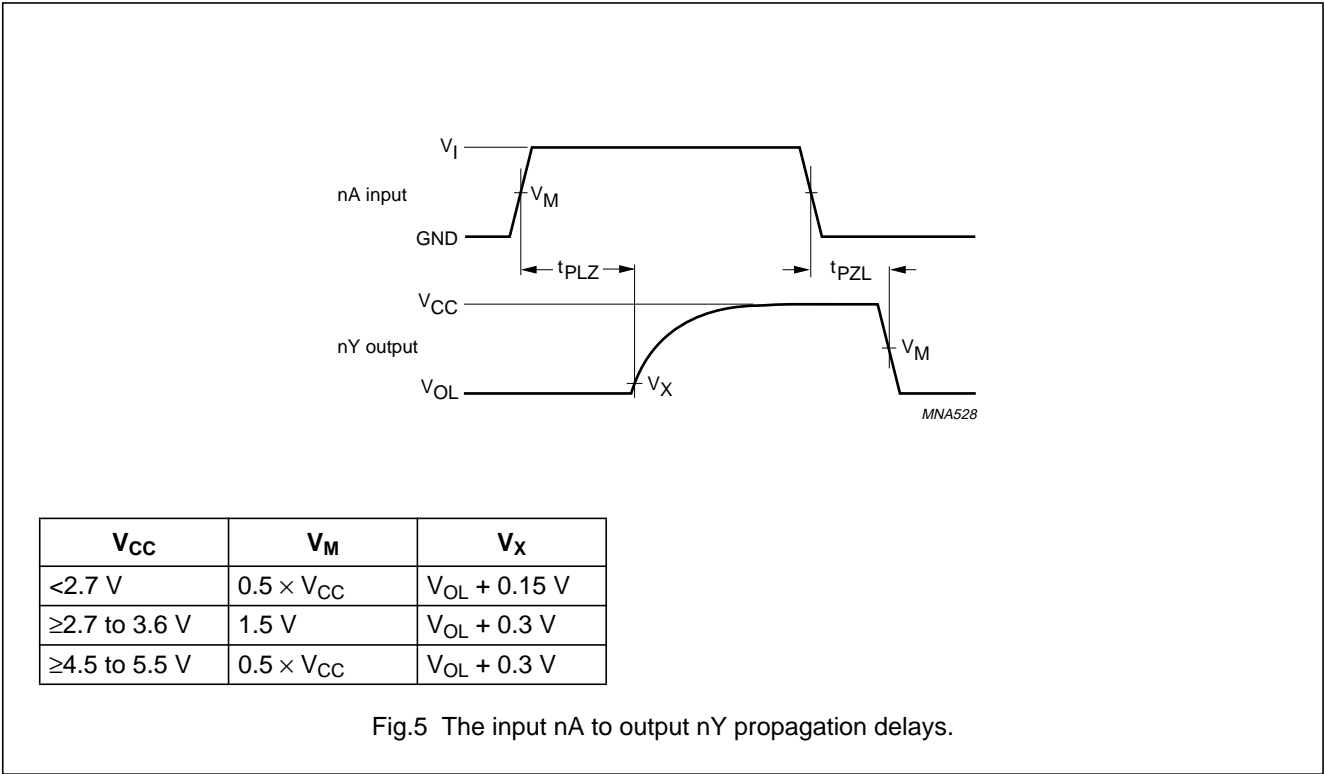 V_I
nA input
V_M
GND
t_PLZ
t_PZL
V_CC
nY output
V_M
V_OL
V_X
MNA528
V_CC V_M V_X
<2.7 V 0.5 × V_CC V_OL + 0.15 V
≥2.7 to 3.6 V 1.5 V V_OL + 0.3 V
≥4.5 to 5.5 V 0.5 × V_CC V_OL + 0.3 V
Fig.5 The input nA to output nY propagation delays.